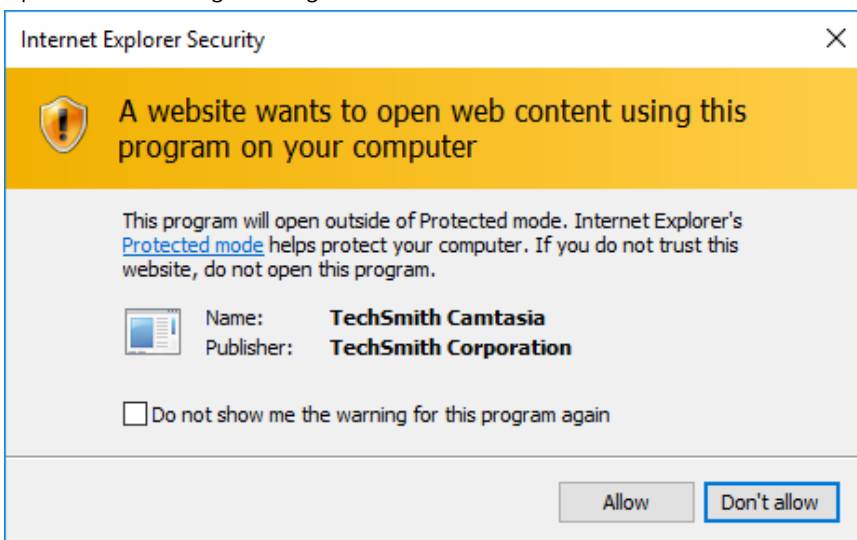 Internet Explorer Security
A website wants to open web content using this
program on your computer
This program will open outside of Protected mode. Internet Explorer's
Protected mode helps protect your computer. If you do not trust this
website, do not open this program.
Name: TechSmith Camtasia
Publisher: TechSmith Corporation
Do not show me the warning for this program again
Allow Don't allow